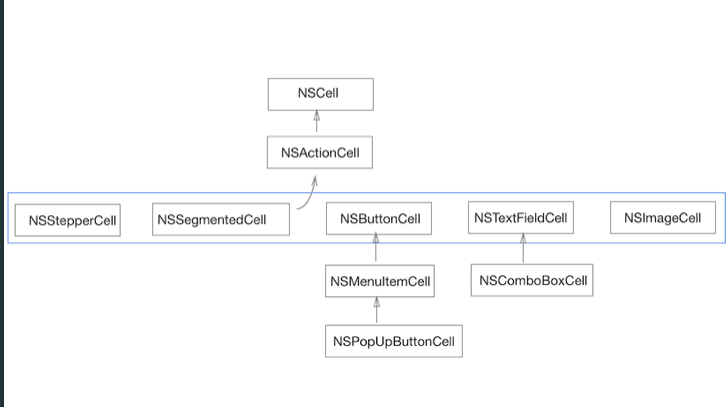 NSCell
NSActionCell
NSStepperCell
NSSegmentedCell
NSButtonCell
NSTextFieldCell
NSImageCell
NSMenuItemCell
NSComboBoxCell
NSPopUpButtonCell